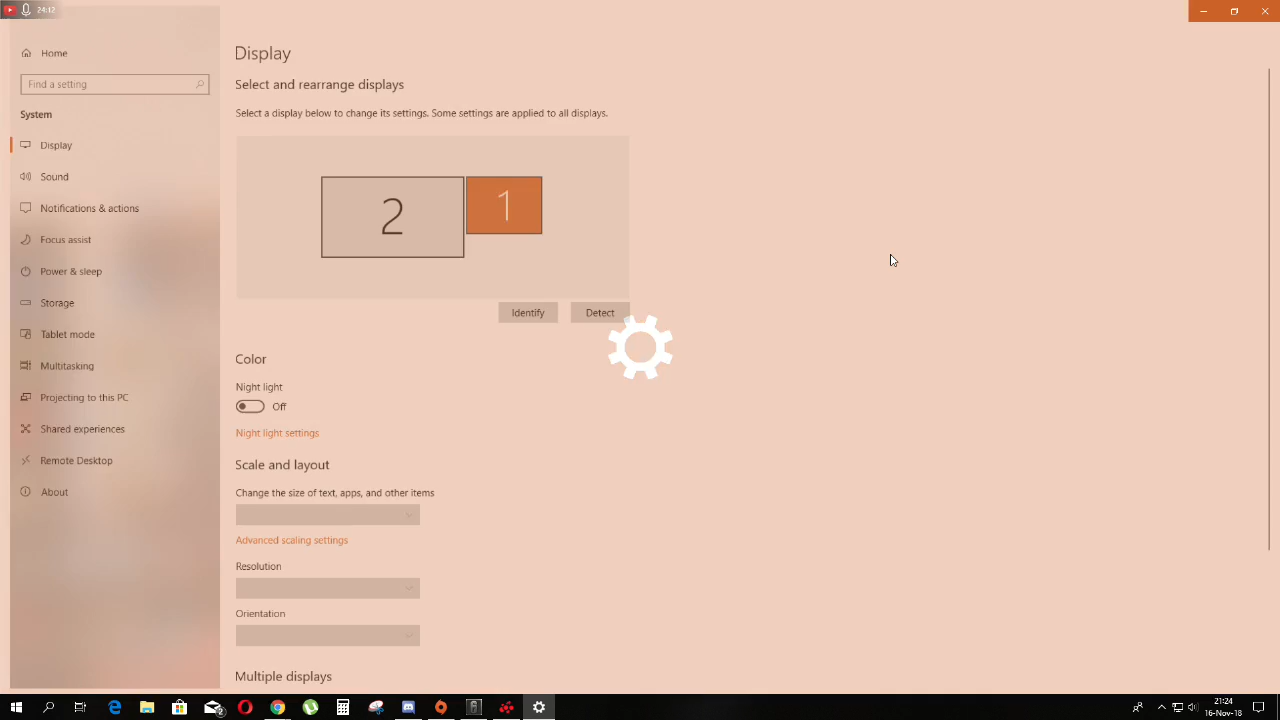 24:12
Home
Find a setting
System
Display
Sound
Notifications & actions
Focus assist
Power & sleep
Storage
Tablet mode
Multitasking
Projecting to this PC
Shared experiences
Remote Desktop
About
Display
Select and rearrange displays
Select a display below to change its settings. Some settings are applied to all displays.
2
1
Identify
Detect
Color
Night light
Off
Night light settings
Scale and layout
Change the size of text, apps, and other items
Advanced scaling settings
Resolution
Orientation
Multiple displays
2
21:24
16-Nov-18